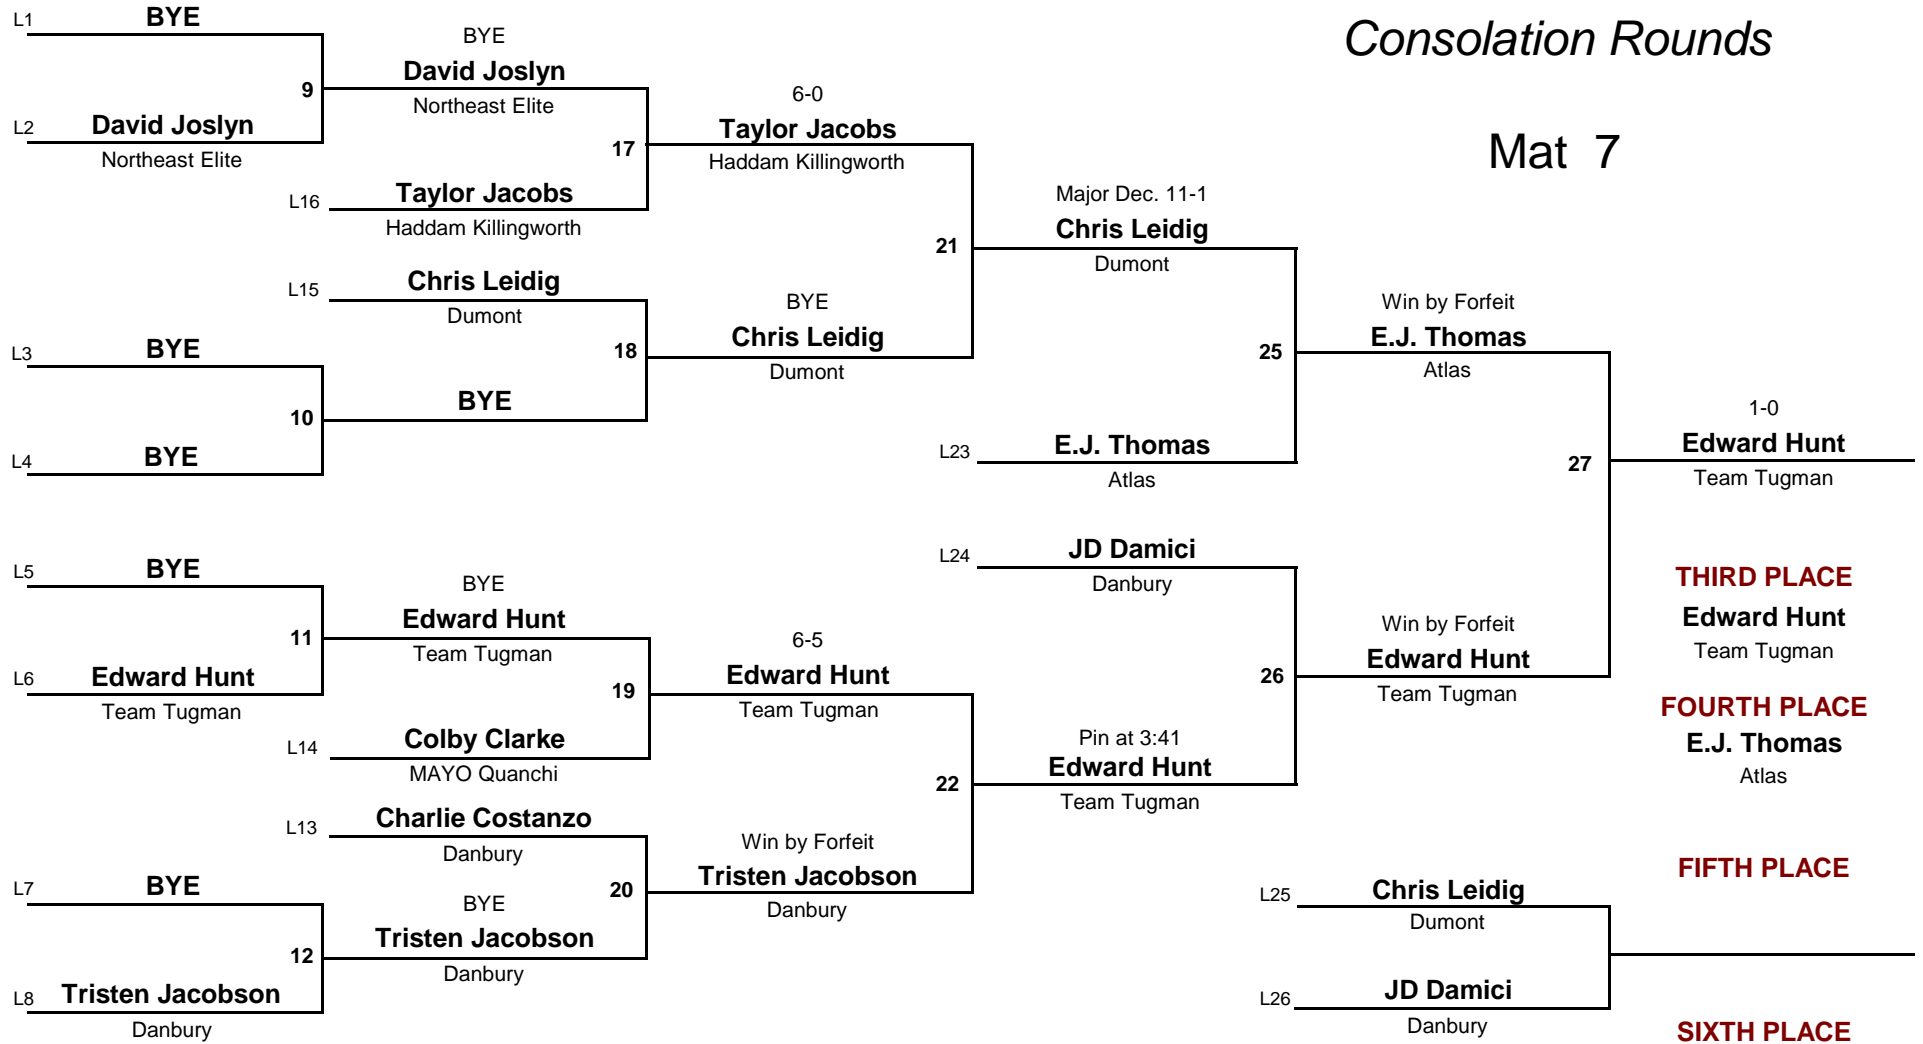 Consolation Rounds
Mat 7
L1 BYE
9
L2 David Joslyn
Northeast Elite
BYE
David Joslyn
Northeast Elite
17
L16 Taylor Jacobs
Haddam Killingworth
6-0
Taylor Jacobs
Haddam Killingworth
21
L15 Chris Leidig
Dumont
18
L3 BYE
10
L4 BYE
BYE
BYE
Chris Leidig
Dumont
Major Dec. 11-1
Chris Leidig
Dumont
25
L23 E.J. Thomas
Atlas
Win by Forfeit
E.J. Thomas
Atlas
27
1-0
Edward Hunt
Team Tugman
L5 BYE
11
L6 Edward Hunt
Team Tugman
BYE
Edward Hunt
Team Tugman
19
L14 Colby Clarke
MAYO Quanchi
6-5
Edward Hunt
Team Tugman
22
L13 Charlie Costanzo
Danbury
20
L7 BYE
12
L8 Tristen Jacobson
Danbury
BYE
Tristen Jacobson
Danbury
Win by Forfeit
Tristen Jacobson
Danbury
L24 JD Damici
Danbury
26
Pin at 3:41
Edward Hunt
Team Tugman
Win by Forfeit
Edward Hunt
Team Tugman
THIRD PLACE
Edward Hunt
Team Tugman
FOURTH PLACE
E.J. Thomas
Atlas
FIFTH PLACE
L25 Chris Leidig
Dumont
L26 JD Damici
Danbury
SIXTH PLACE